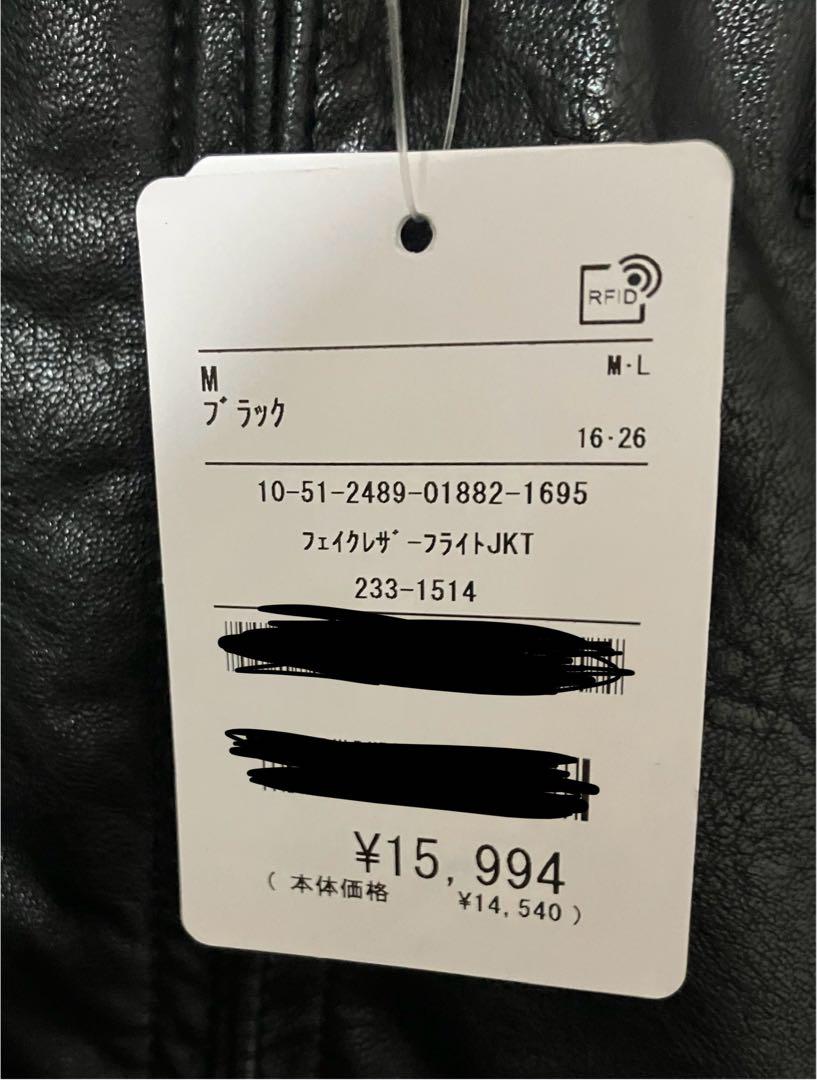 RFID
M
M·L
ブラック
16·26
10-51-2489-01882-1695
フェイクレザーフライトJKT
233-1514
¥15,994
( 本体価格 ¥14,540 )